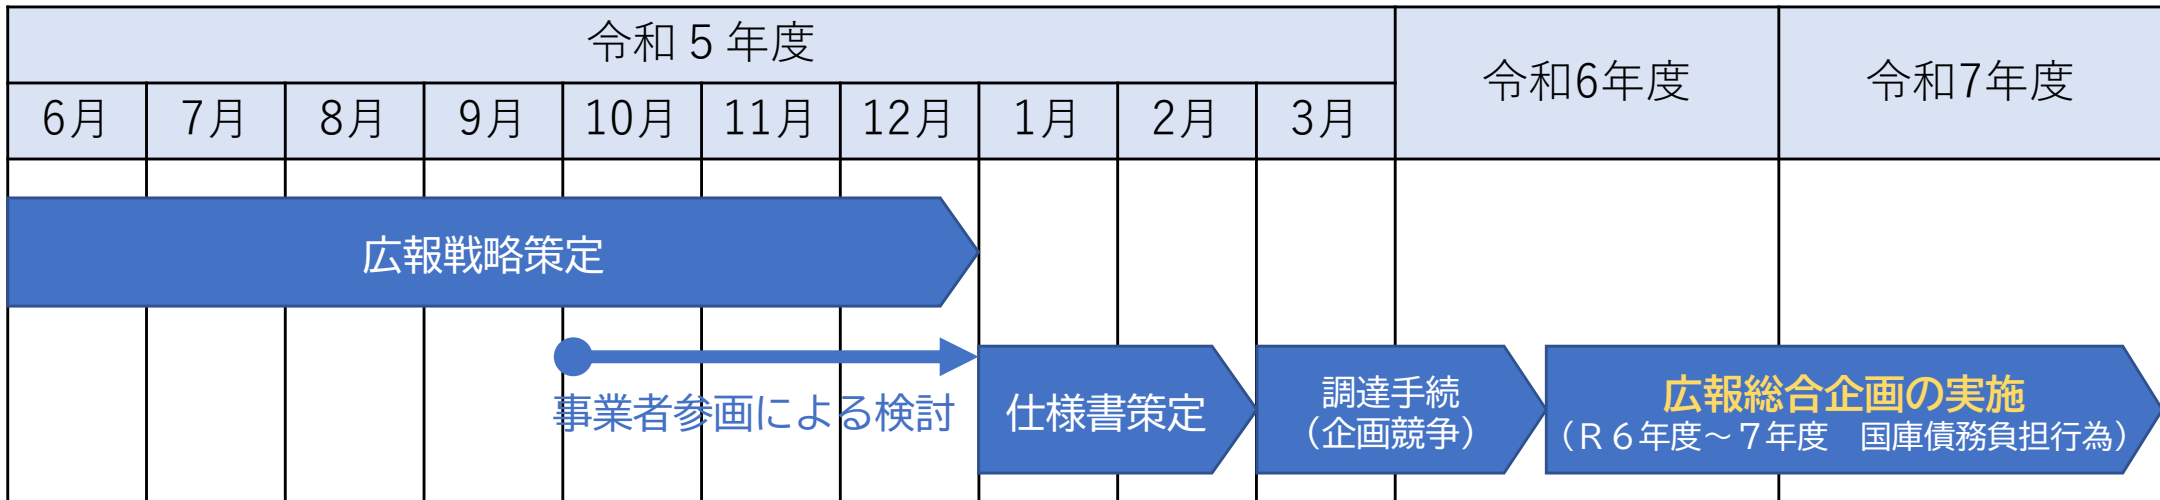 令和５年度
令和6年度
令和7年度
6月
7月
8月
9月
10月
11月
12月
1月
2月
3月
広報戦略策定
事業者参画による検討
仕様書策定
調達手続
（企画競争）
広報総合企画の実施
（Ｒ６年度～７年度　国庫債務負担行為）